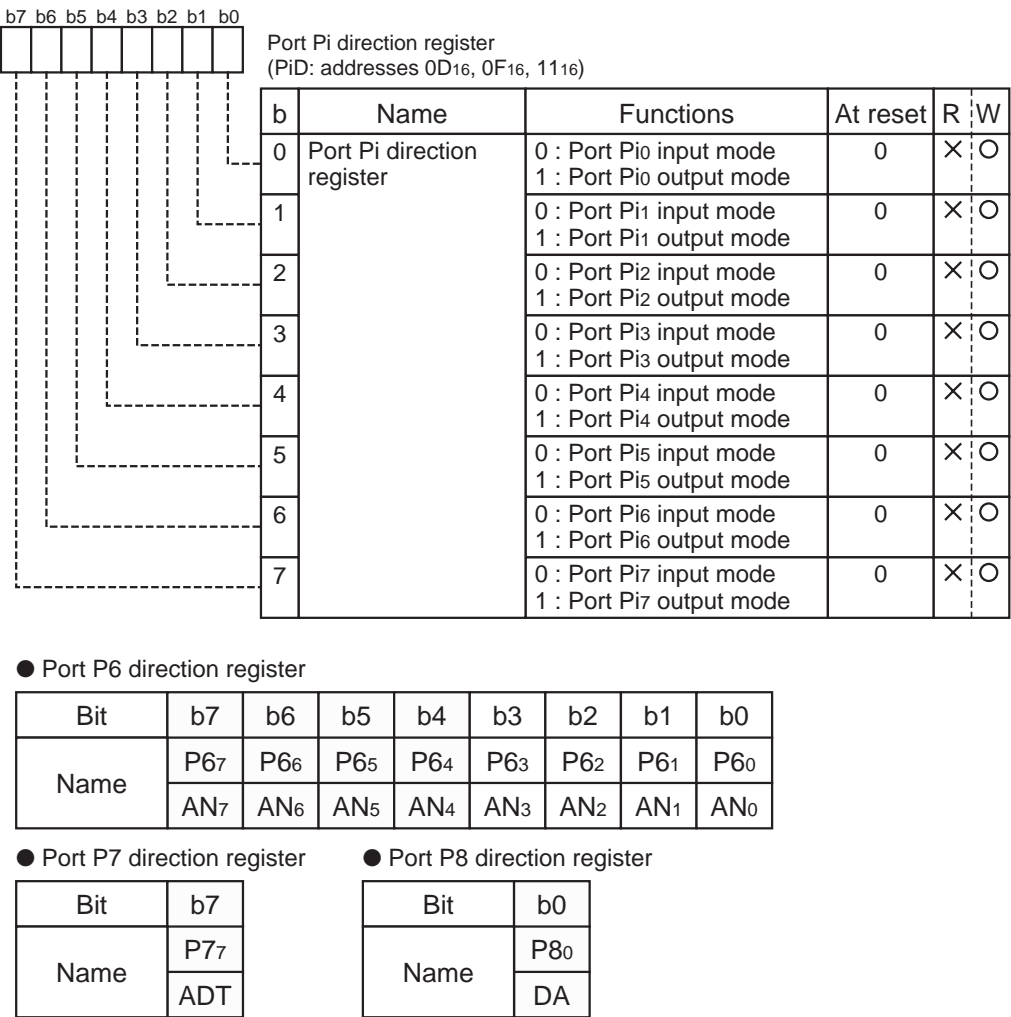 b7 b6 b5 b4 b3 b2 b1 b0
Port Pi direction register
(PiD: addresses 0D16, 0F16, 1116)
b Name Functions At reset R W
0 Port Pi direction register 0 : Port Pi0 input mode 0 × ○
1 : Port Pi0 output mode
1 0 : Port Pi1 input mode 0 × ○
1 : Port Pi1 output mode
2 0 : Port Pi2 input mode 0 × ○
1 : Port Pi2 output mode
3 0 : Port Pi3 input mode 0 × ○
1 : Port Pi3 output mode
4 0 : Port Pi4 input mode 0 × ○
1 : Port Pi4 output mode
5 0 : Port Pi5 input mode 0 × ○
1 : Port Pi5 output mode
6 0 : Port Pi6 input mode 0 × ○
1 : Port Pi6 output mode
7 0 : Port Pi7 input mode 0 × ○
1 : Port Pi7 output mode
● Port P6 direction register
Bit b7 b6 b5 b4 b3 b2 b1 b0
Name P67 P66 P65 P64 P63 P62 P61 P60
AN7 AN6 AN5 AN4 AN3 AN2 AN1 AN0
● Port P7 direction register
Bit b7
Name P77
ADT
● Port P8 direction register
Bit b0
Name P80
DA